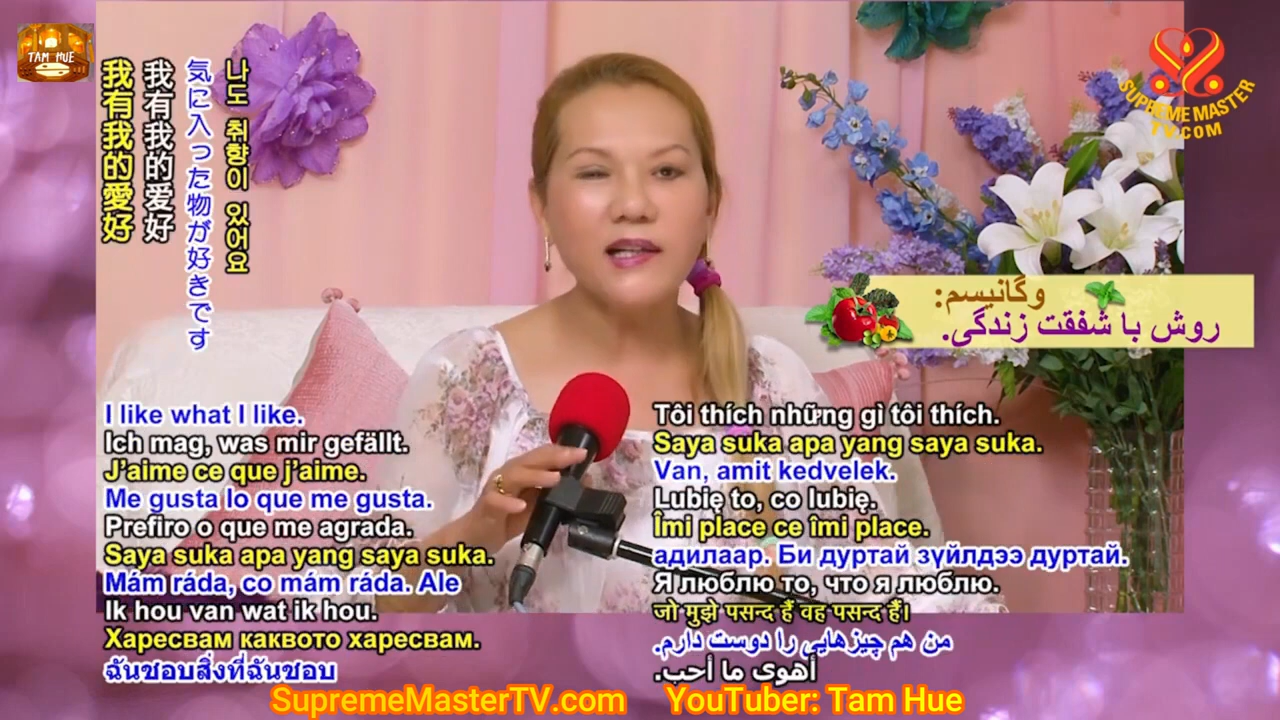 TAM HUE
我有我的愛好
我有我的爱好
気に入った物が好きです
나도 취향이 있어요
SUPREME MASTER
TV.COM
وگانیسم:
روش با شفقت زندگی.
I like what I like.
Ich mag, was mir gefällt.
J'aime ce que j'aime.
Me gusta lo que me gusta.
Prefiro o que me agrada.
Saya suka apa yang saya suka.
Mám ráda, co mám ráda. Ale
Ik hou van wat ik hou.
Харесвам каквото харесвам.
ฉันชอบสิ่งที่ฉันชอบ
Tôi thích những gì tôi thích.
Saya suka apa yang saya suka.
Van, amit kedvelek.
Lubię to, co lubię.
Îmi place ce îmi place.
адилаар. Би дуртай зүйлдээ дуртай.
Я люблю то, что я люблю.
जो मुझे पसन्द हैं वह पसन्द हैं।
من هم چیزهایی را دوست دارم.
أهوى ما أحب.
SupremeMasterTV.com YouTuber: Tam Hue